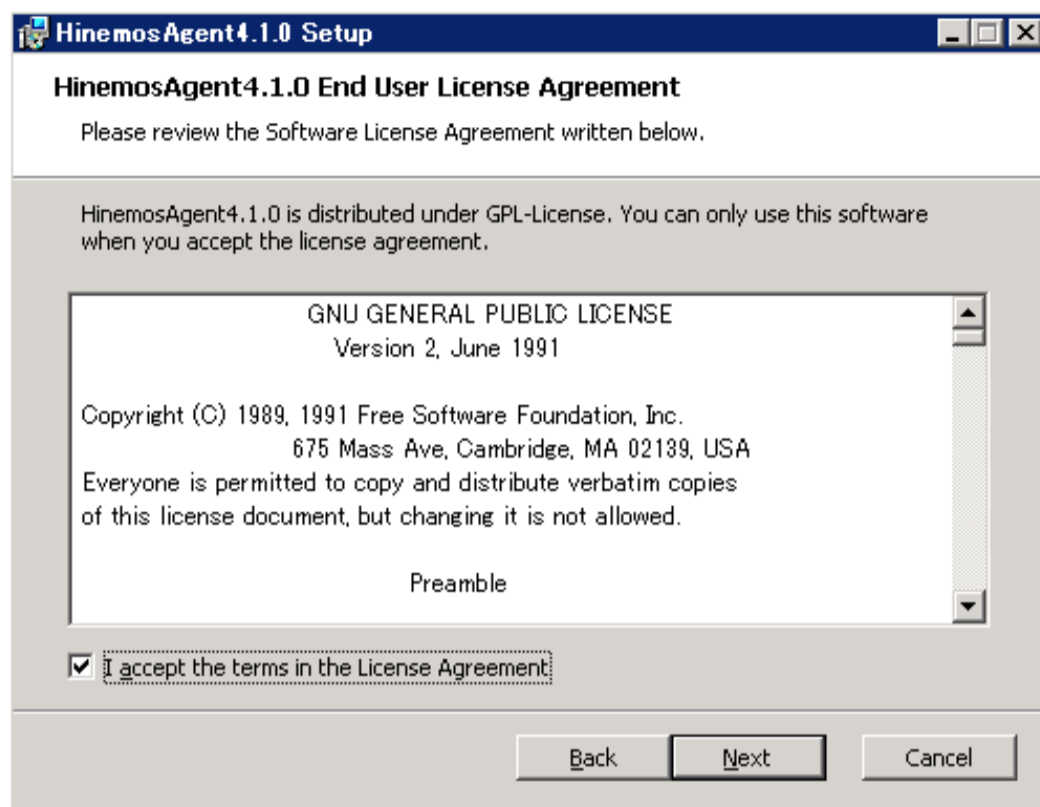 HinemosAgent4.1.0 Setup
HinemosAgent4.1.0 End User License Agreement
Please review the Software License Agreement written below.
HinemosAgent4.1.0 is distributed under GPL-License. You can only use this software
when you accept the license agreement.
GNU GENERAL PUBLIC LICENSE
Version 2, June 1991
Copyright (C) 1989, 1991 Free Software Foundation, Inc.
675 Mass Ave, Cambridge, MA 02139, USA
Everyone is permitted to copy and distribute verbatim copies
of this license document, but changing it is not allowed.
Preamble
I accept the terms in the License Agreement
Back Next Cancel